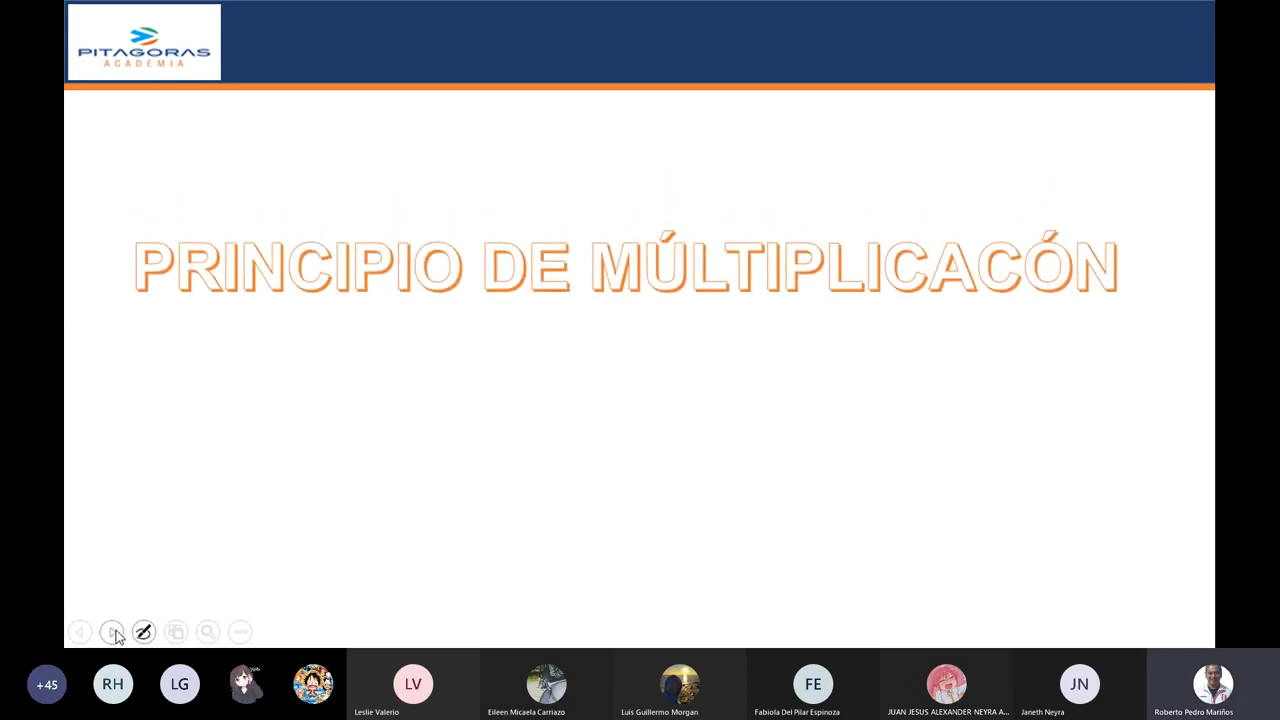 PITAGORAS
ACADEMIA
PRINCIPIO DE MÚLTIPLICACÓN
+45
RH
LG
LV
FE
JN
Leslie Valerio
Eileen Micaela Carriazo
Luis Guillermo Morgan
Fabiola Del Pilar Espinoza
JUAN JESUS ALEXANDER NEYRA A...
Janeth Neyra
Roberto Pedro Mariños